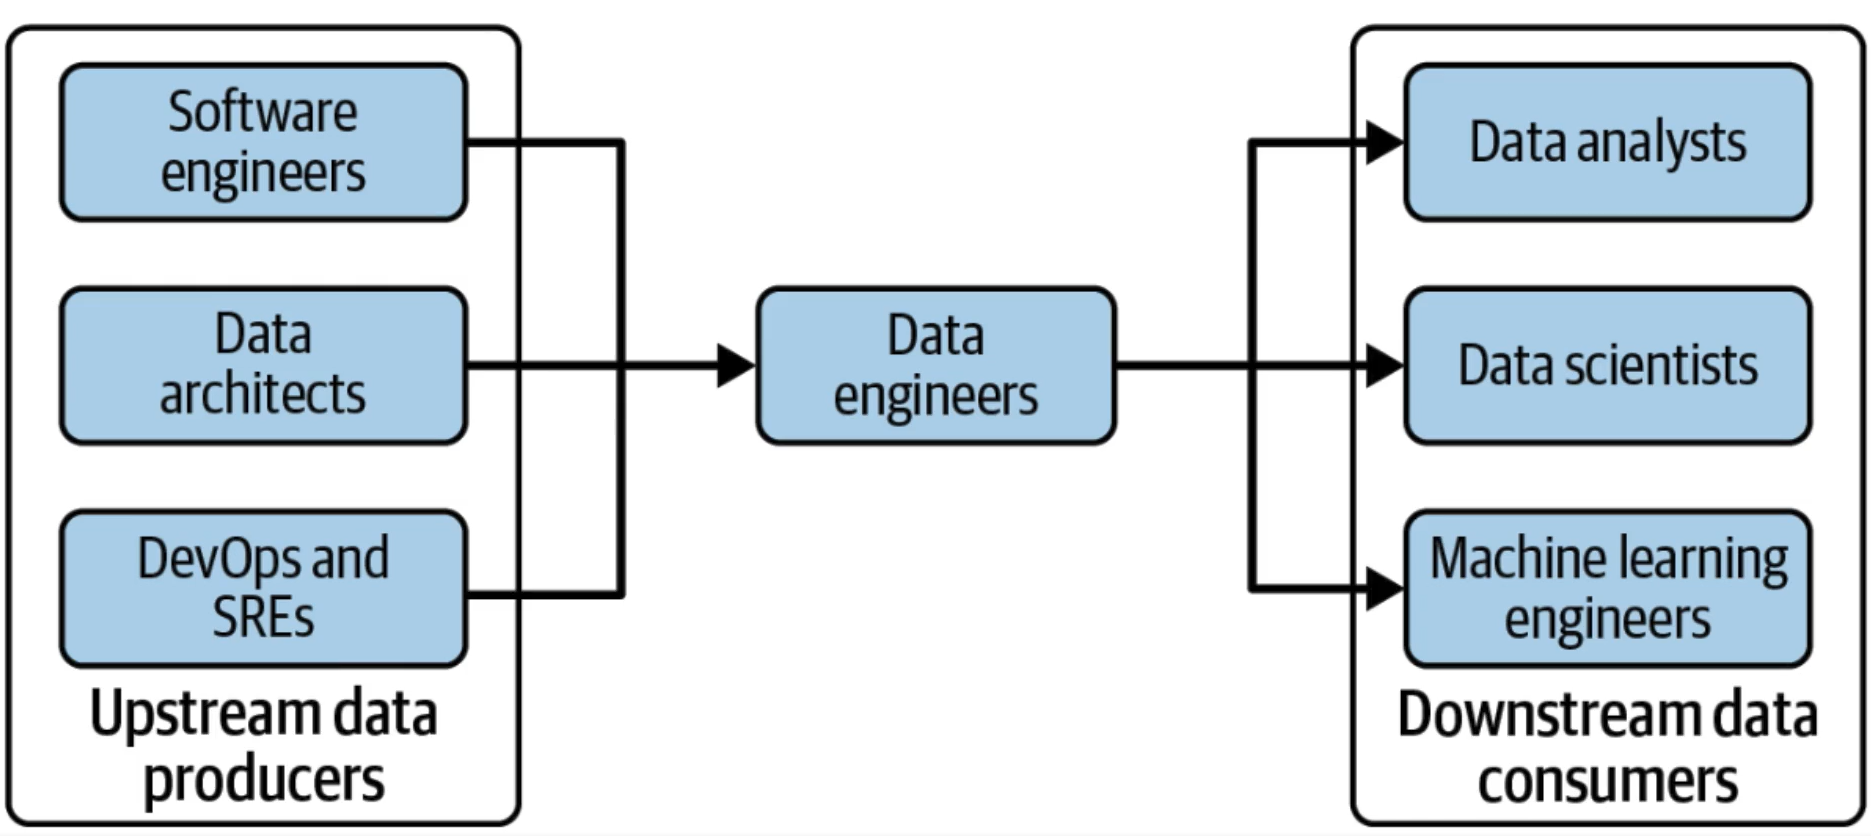 Software
engineers
Data
architects
DevOps and
SREs
Upstream data
producers
Data
engineers
Data analysts
Data scientists
Machine learning
engineers
Downstream data
consumers